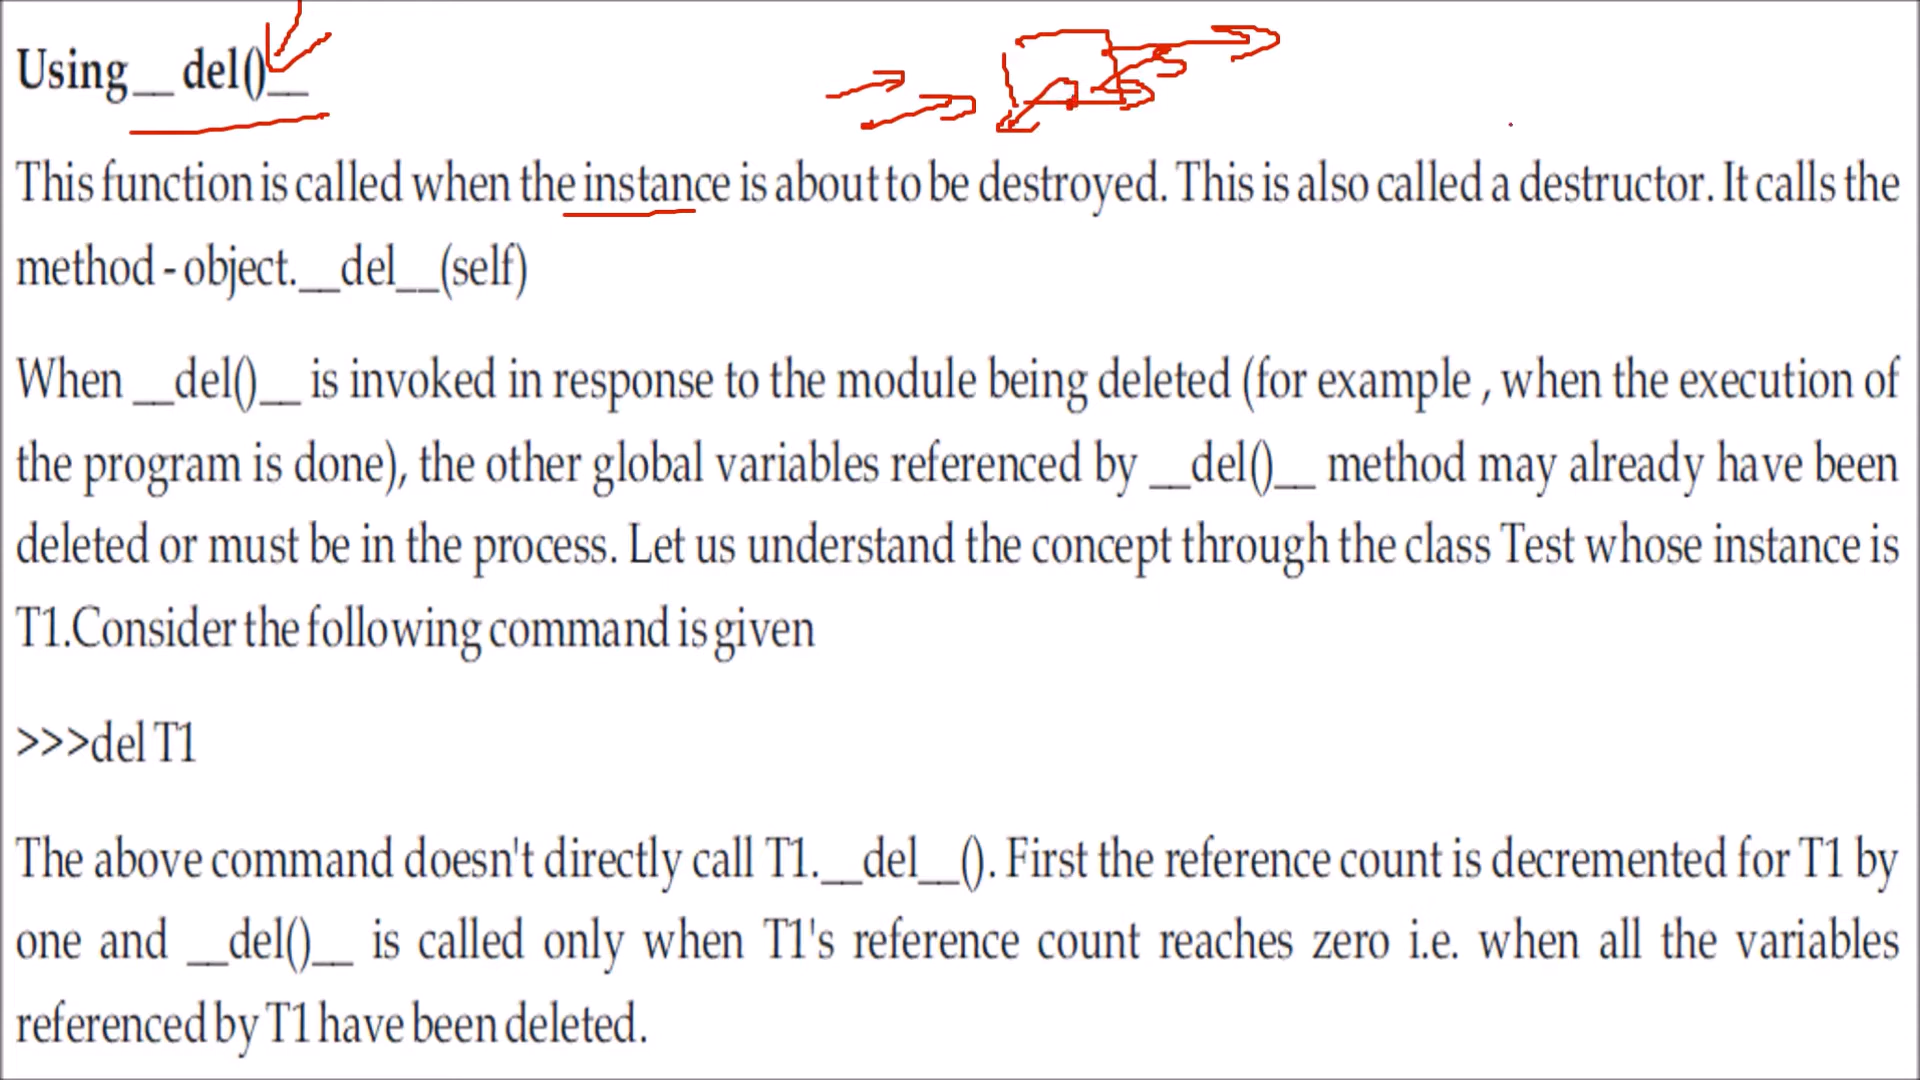 Using__ del()__
This function is called when the instance is about to be destroyed. This is also called a destructor. It calls the
method - object.__del__(self)
When __del()__ is invoked in response to the module being deleted (for example , when the execution of
the program is done), the other global variables referenced by __del()__ method may already have been
deleted or must be in the process. Let us understand the concept through the class Test whose instance is
T1.Consider the following command is given
>>>del T1
The above command doesn't directly call T1.__del__(). First the reference count is decremented for T1 by
one and __del()__ is called only when T1's reference count reaches zero i.e. when all the variables
referenced by T1 have been deleted.